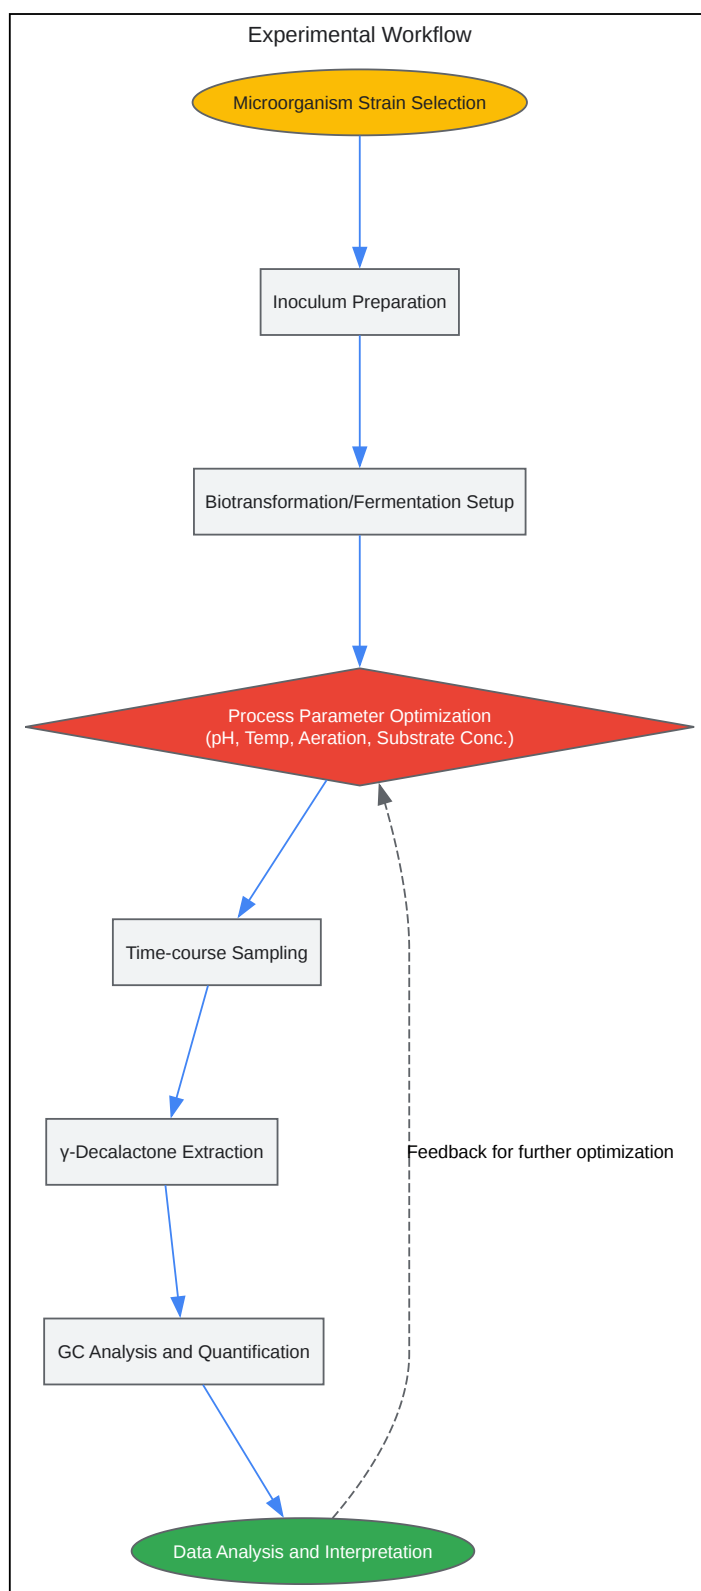 Experimental Workflow
Microorganism Strain Selection
Inoculum Preparation
Biotransformation/Fermentation Setup
Process Parameter Optimization
(pH, Temp, Aeration, Substrate Conc.)
Time-course Sampling
γ-Decalactone Extraction
Feedback for further optimization
GC Analysis and Quantification
Data Analysis and Interpretation